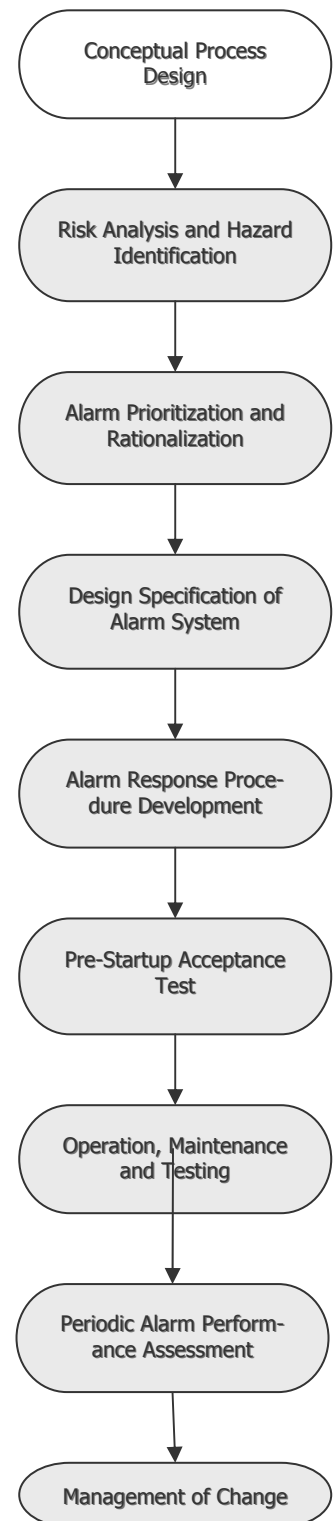 Conceptual Process
Design
Risk Analysis and Hazard
Identification
Alarm Prioritization and
Rationalization
Design Specification of
Alarm System
Alarm Response Proce-
dure Development
Pre-Startup Acceptance
Test
Operation, Maintenance
and Testing
Periodic Alarm Perform-
ance Assessment
Management of Change